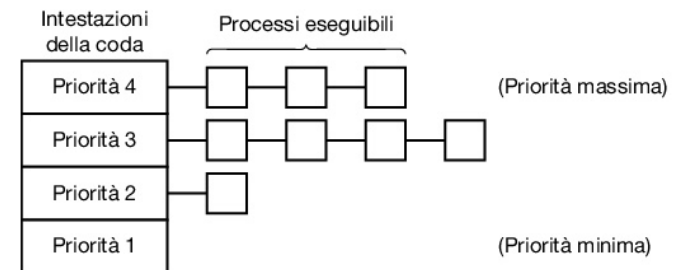 Intestazioni
della coda
Processi eseguibili
Priorità 4
(Priorità massima)
Priorità 3
Priorità 2
Priorità 1
(Priorità minima)